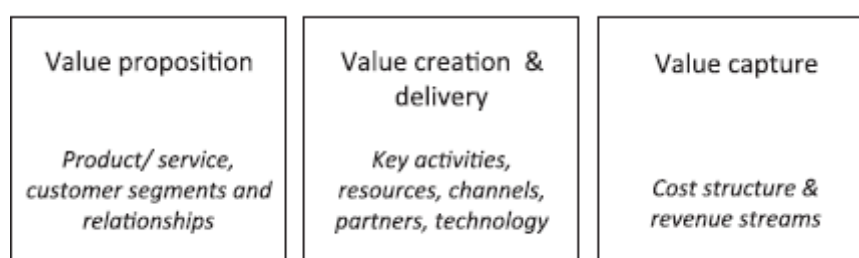 Value proposition
Product/ service,
customer segments and
relationships
Value creation &
delivery
Key activities,
resources, channels,
partners, technology
Value capture
Cost structure &
revenue streams